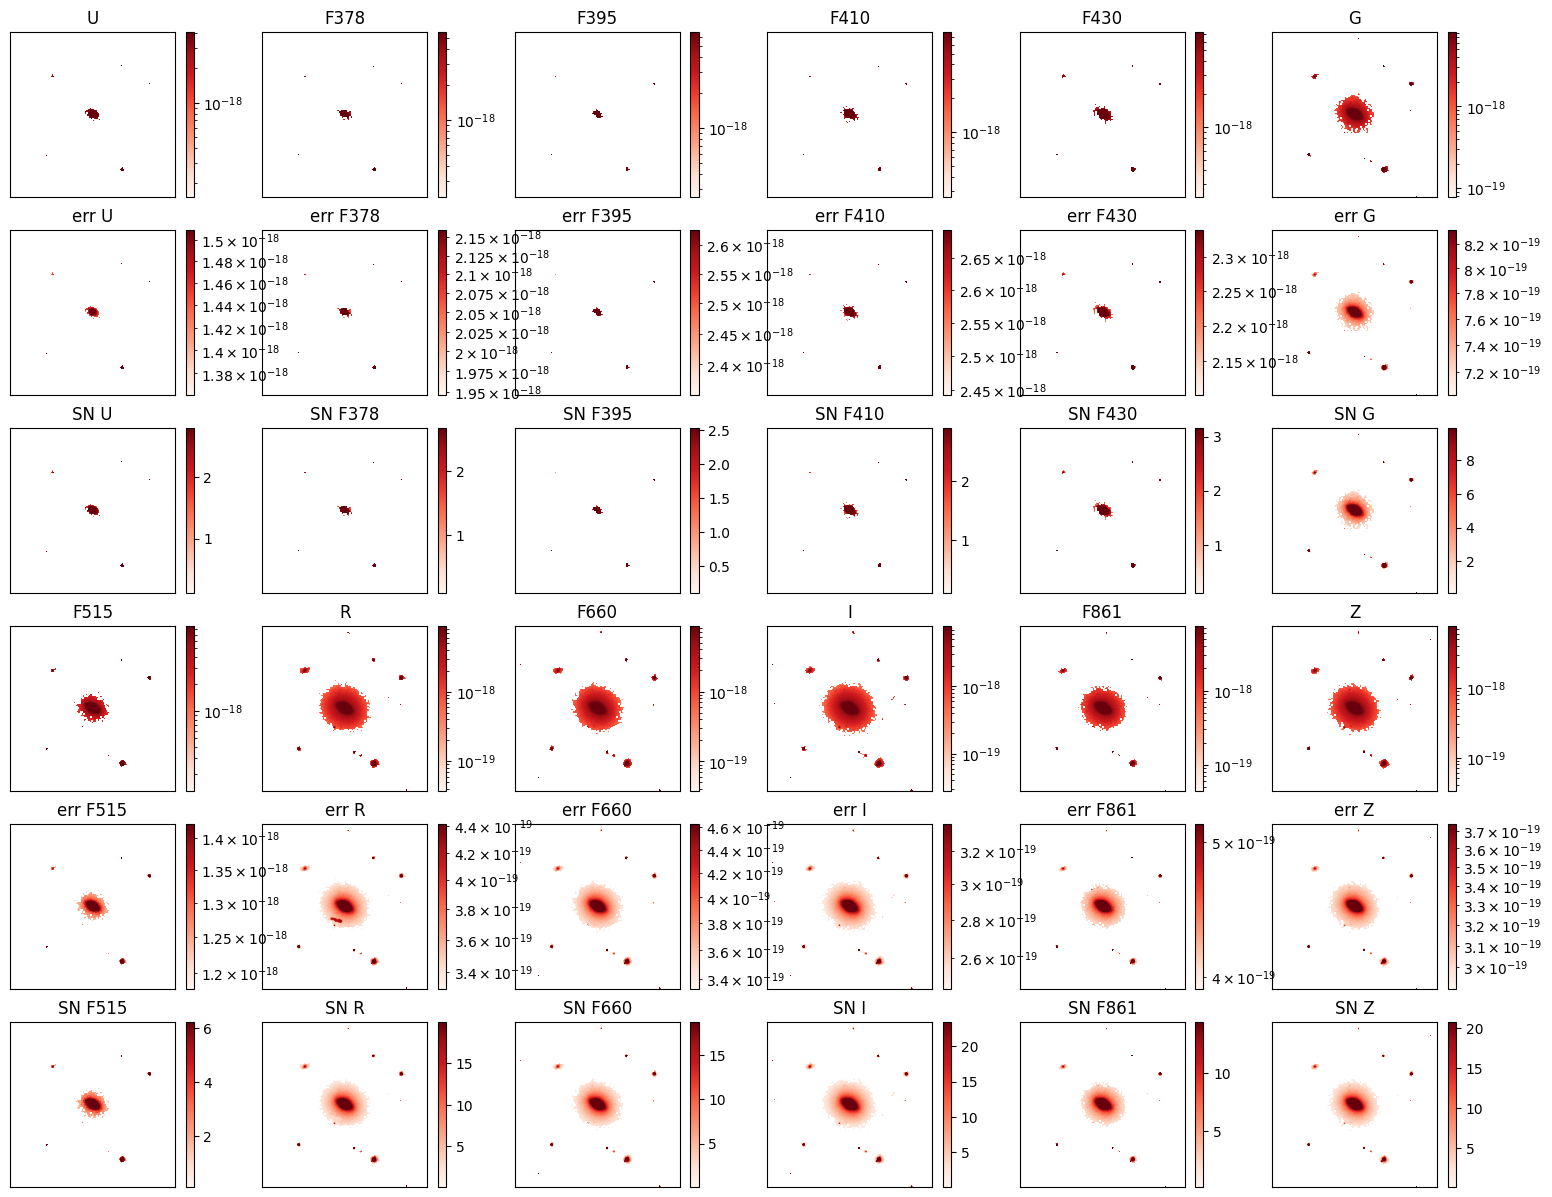 U F378 F395 F410 F430 G
10^{-18} 10^{-18} 10^{-18} 10^{-18} 10^{-18} 10^{-18}
10^{-19}
err U err F378 err F395 err F410 err F430 err G
1.5 × 10^{-18}
1.48 × 10^{-18}
1.46 × 10^{-18}
1.44 × 10^{-18}
1.42 × 10^{-18}
1.4 × 10^{-18}
1.38 × 10^{-18}
2.15 × 10^{-18}
2.125 × 10^{-18}
2.1 × 10^{-18}
2.075 × 10^{-18}
2.05 × 10^{-18}
2.025 × 10^{-18}
2 × 10^{-18}
1.975 × 10^{-18}
1.95 × 10^{-18}
2.6 × 10^{-18}
2.55 × 10^{-18}
2.5 × 10^{-18}
2.45 × 10^{-18}
2.4 × 10^{-18}
2.65 × 10^{-18}
2.6 × 10^{-18}
2.55 × 10^{-18}
2.5 × 10^{-18}
2.45 × 10^{-18}
2.3 × 10^{-18}
2.25 × 10^{-18}
2.2 × 10^{-18}
2.15 × 10^{-18}
8.2 × 10^{-19}
8 × 10^{-19}
7.8 × 10^{-19}
7.6 × 10^{-19}
7.4 × 10^{-19}
7.2 × 10^{-19}
SN U SN F378 SN F395 SN F410 SN F430 SN G
2
1
2
1
2.5
2.0
1.5
1.0
0.5
2
1
3
2
1
8
6
4
2
F515 R F660 I F861 Z
10^{-18} 10^{-18} 10^{-18} 10^{-18} 10^{-18} 10^{-18}
10^{-19} 10^{-19} 10^{-19} 10^{-19} 10^{-19}
err F515 err R err F660 err I err F861 err Z
1.4 × 10^{-18}
1.35 × 10^{-18}
1.3 × 10^{-18}
1.25 × 10^{-18}
1.2 × 10^{-18}
4.4 × 10^{-19}
4.2 × 10^{-19}
4 × 10^{-19}
3.8 × 10^{-19}
3.6 × 10^{-19}
3.4 × 10^{-19}
4.6 × 10^{-19}
4.4 × 10^{-19}
4.2 × 10^{-19}
4 × 10^{-19}
3.8 × 10^{-19}
3.6 × 10^{-19}
3.4 × 10^{-19}
3.2 × 10^{-19}
3 × 10^{-19}
2.8 × 10^{-19}
2.6 × 10^{-19}
5 × 10^{-19}
4 × 10^{-19}
3.7 × 10^{-19}
3.6 × 10^{-19}
3.5 × 10^{-19}
3.4 × 10^{-19}
3.3 × 10^{-19}
3.2 × 10^{-19}
3.1 × 10^{-19}
3 × 10^{-19}
SN F515 SN R SN F660 SN I SN F861 SN Z
6
4
2
15
10
5
15
10
5
20
15
10
5
10
5
20
15
10
5